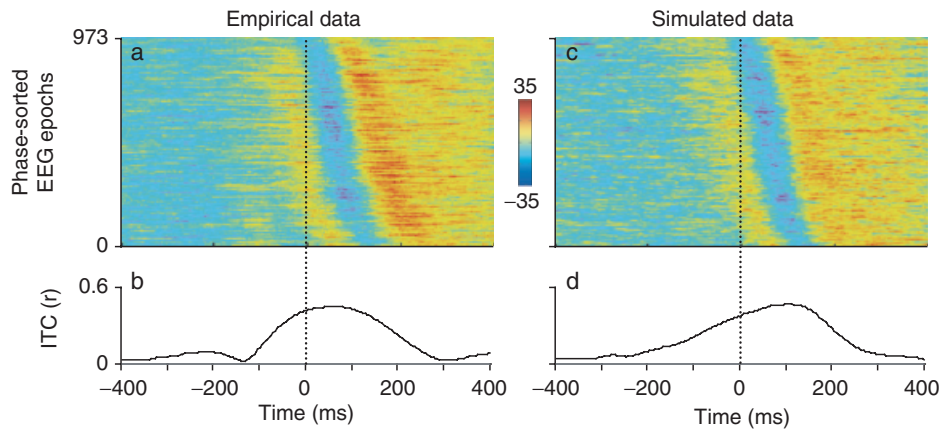 Empirical data
Simulated data
973
a
c
Phase-sorted
EEG epochs
35
−35
0
b
d
0.6
ITC (r)
0
−400 −200 0 200 400
−400 −200 0 200 400
Time (ms)
Time (ms)